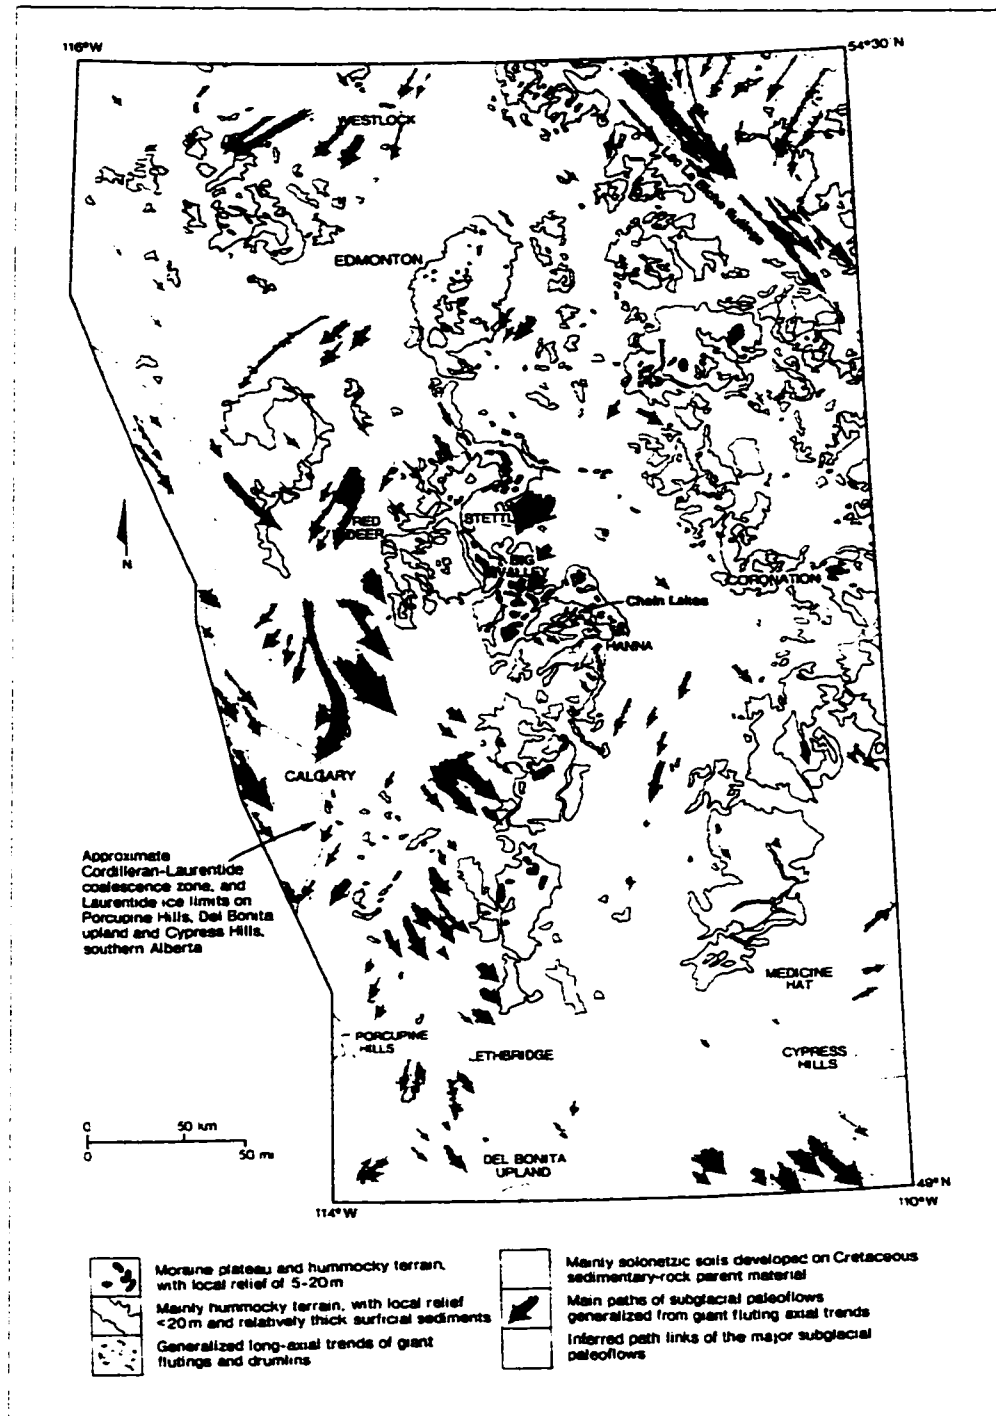 116°W
54°30'N
WESTLOCK
Lac La Biche flutings
EDMONTON
RED
DEER
STETTL
BIG
VALLEY
CORONATION
Chain Lakes
HANNA
N
CALGARY
Approximate
Cordilleran-Laurentide
coalescence zone, and
Laurentide ice limits on
Porcupine Hills, Del Bonita
upland and Cypress Hills,
southern Alberta
MEDICINE
HAT
PORCUPINE
HILLS
LETHBRIDGE
CYPRESS
HILLS
0 50 km
0 50 mi
DEL BONITA
UPLAND
114°W
49°N
110°W
Moraine plateau and hummocky terrain,
with local relief of 5-20m
Mainly hummocky terrain, with local relief
<20m and relatively thick surficial sediments
Generalized long-axial trends of giant
flutings and drumlins
Mainly solonetzic soils developed on Cretaceous
sedimentary-rock parent material
Main paths of subglacial paleoflows
generalized from giant fluting axial trends
Inferred path links of the major subglacial
paleoflows